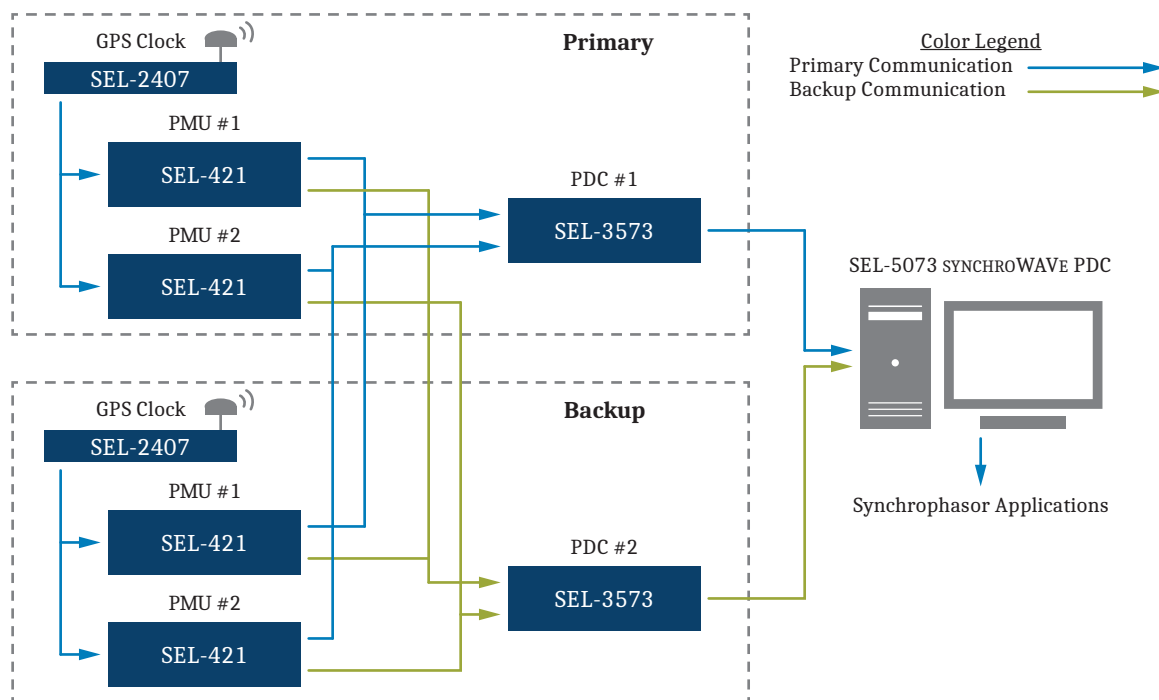 GPS Clock
Primary
SEL-2407
PMU #1
SEL-421
PMU #2
SEL-421
PDC #1
SEL-3573
Color Legend
Primary Communication
Backup Communication
SEL-5073 SYNCHROWAVe PDC
Synchrophasor Applications
GPS Clock
Backup
SEL-2407
PMU #1
SEL-421
PMU #2
SEL-421
PDC #2
SEL-3573